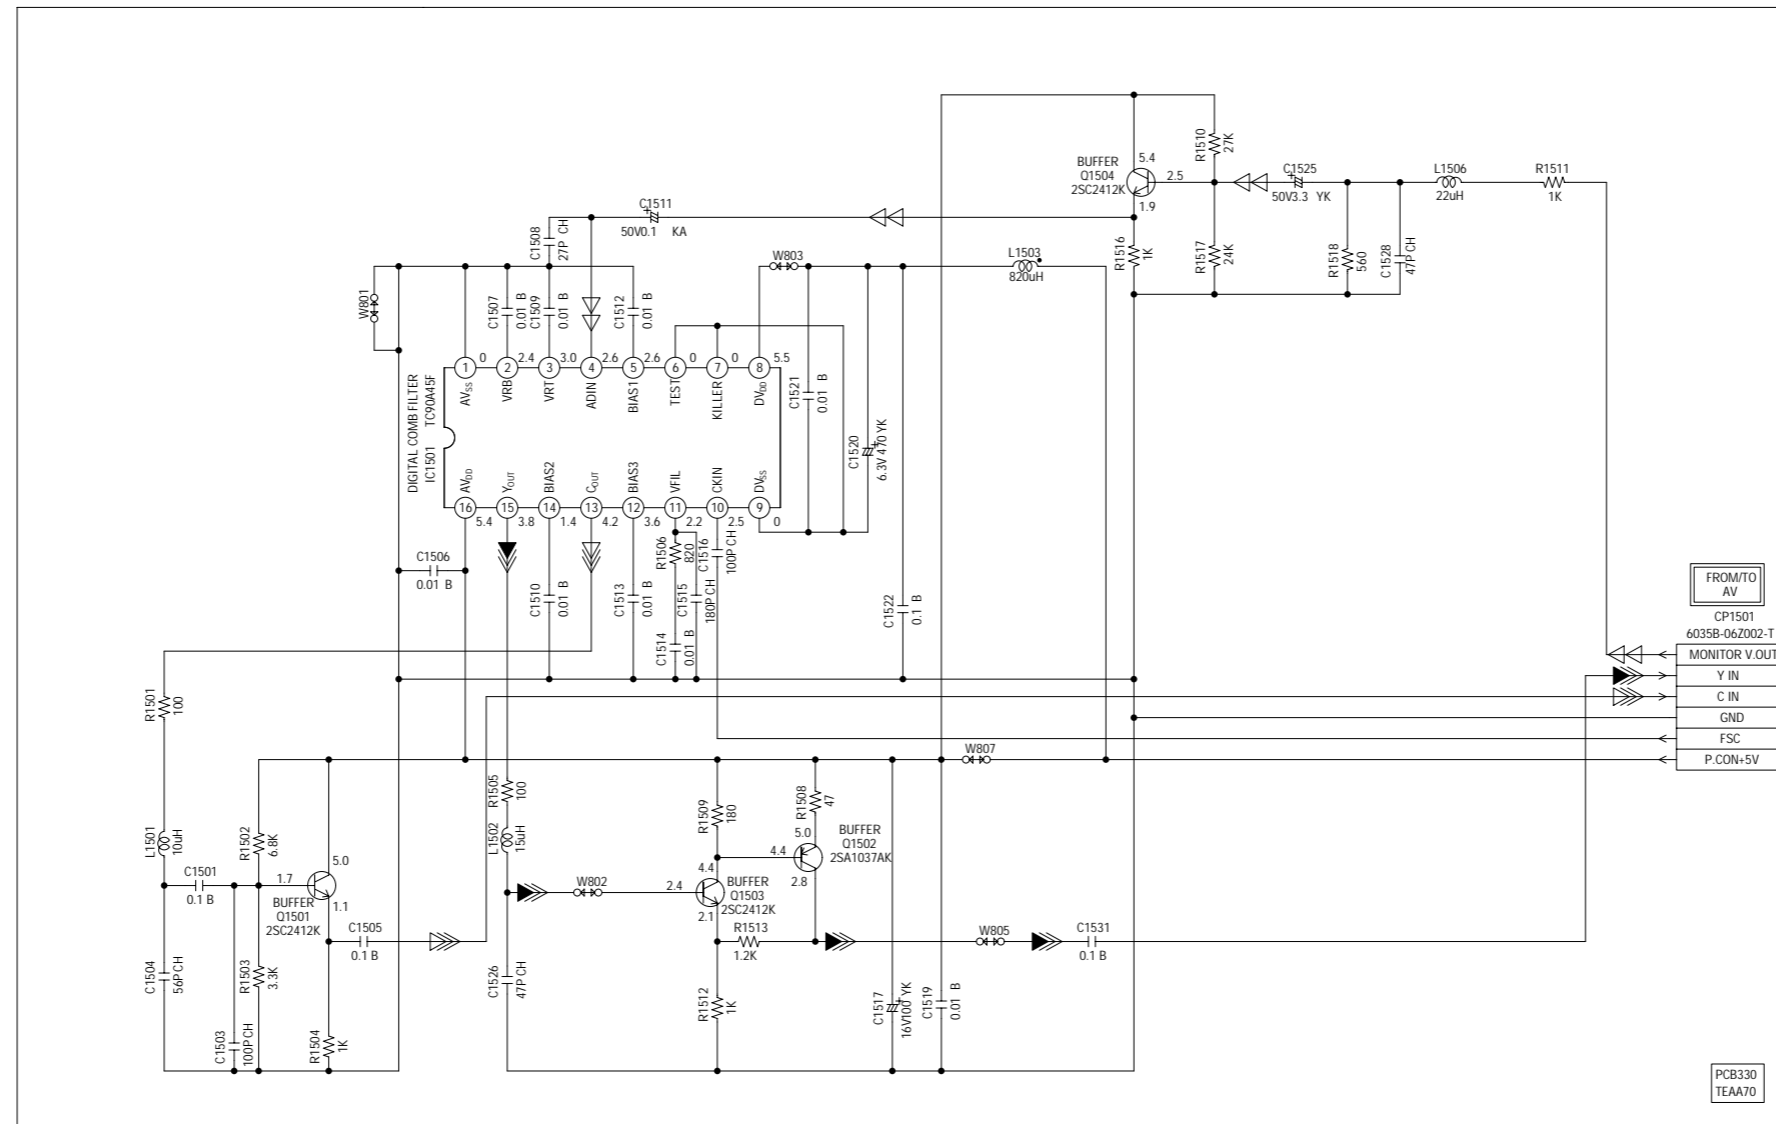 BUFFER
Q1504
2SC2412K
5.4
2.5
1.9
R1510
27K
C1525
50V3.3 YK
L1506
22uH
R1511
1K
R1516
1K
R1517
24K
R1518
560
C1528
47P CH
C1511
50V0.1 KA
C1508
27P CH
W803
L1503
820uH
W801
C1507
0.01 B
C1509
0.01 B
C1512
0.01 B
C1521
0.01 B
C1520
6.3V 470 YK
DIGITAL COMB FILTER
IC1501 TC90A45F
1 0
2 2.4
3 3.0
4 2.6
5 2.6
6 0
7 0
8 5.5
AVSS
VRB
VRT
ADIN
BIAS1
TEST
KILLER
DVDD
AVDD
YOUT
BIAS2
COUT
BIAS3
VFIL
CKIN
DVSS
16 5.4
15 3.8
14 1.4
13 4.2
12 3.6
11 2.2
10 2.5
9 0
C1506
0.01 B
C1510
0.01 B
C1513
0.01 B
R1506
820
C1514
0.01 B
C1515
180P CH
C1516
100P CH
C1522
0.1 B
FROM/TO
AV
CP1501
6035B-06Z002-T
MONITOR V.OUT
Y IN
C IN
GND
FSC
P.CON+5V
R1501
100
L1501
10uH
C1501
0.1 B
C1504
56P CH
R1502
6.8K
R1503
3.3K
C1503
100P CH
1.7
5.0
1.1
BUFFER
Q1501
2SC2412K
R1504
1K
C1505
0.1 B
R1505
100
L1502
15uH
C1526
47P CH
W802
2.4
4.4
2.1
BUFFER
Q1503
2SC2412K
R1509
180
R1508
47
5.0
4.4
2.8
BUFFER
Q1502
2SA1037AK
R1513
1.2K
R1512
1K
W807
W805
C1531
0.1 B
C1517
16V100 YK
C1519
0.01 B
PCB330
TEAA70